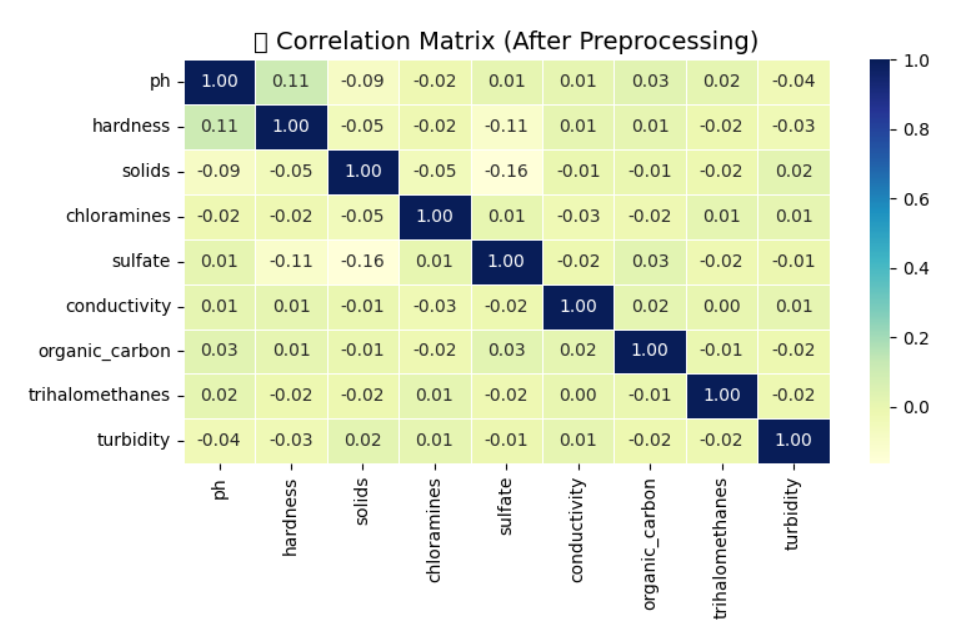 ▯ Correlation Matrix (After Preprocessing)
ph 1.00 0.11 -0.09 -0.02 0.01 0.01 0.03 0.02 -0.04
hardness 0.11 1.00 -0.05 -0.02 -0.11 0.01 0.01 -0.02 -0.03
solids -0.09 -0.05 1.00 -0.05 -0.16 -0.01 -0.01 -0.02 0.02
chloramines -0.02 -0.02 -0.05 1.00 0.01 -0.03 -0.02 0.01 0.01
sulfate 0.01 -0.11 -0.16 0.01 1.00 -0.02 0.03 -0.02 -0.01
conductivity 0.01 0.01 -0.01 -0.03 -0.02 1.00 0.02 0.00 0.01
organic_carbon 0.03 0.01 -0.01 -0.02 0.03 0.02 1.00 -0.01 -0.02
trihalomethanes 0.02 -0.02 -0.02 0.01 -0.02 0.00 -0.01 1.00 -0.02
turbidity -0.04 -0.03 0.02 0.01 -0.01 0.01 -0.02 -0.02 1.00
ph
hardness
solids
chloramines
sulfate
conductivity
organic_carbon
trihalomethanes
turbidity
1.0
0.8
0.6
0.4
0.2
0.0